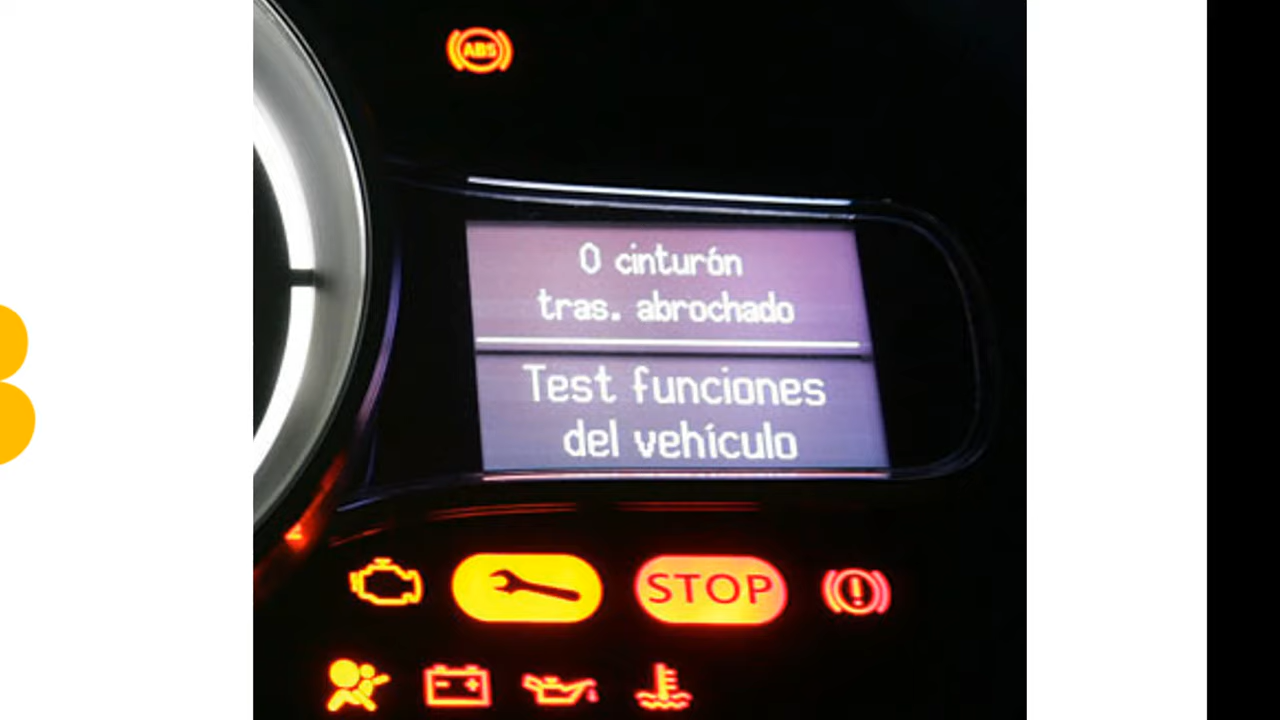 ABS
0 cinturón
tras. abrochado
Test funciones
del vehículo
STOP